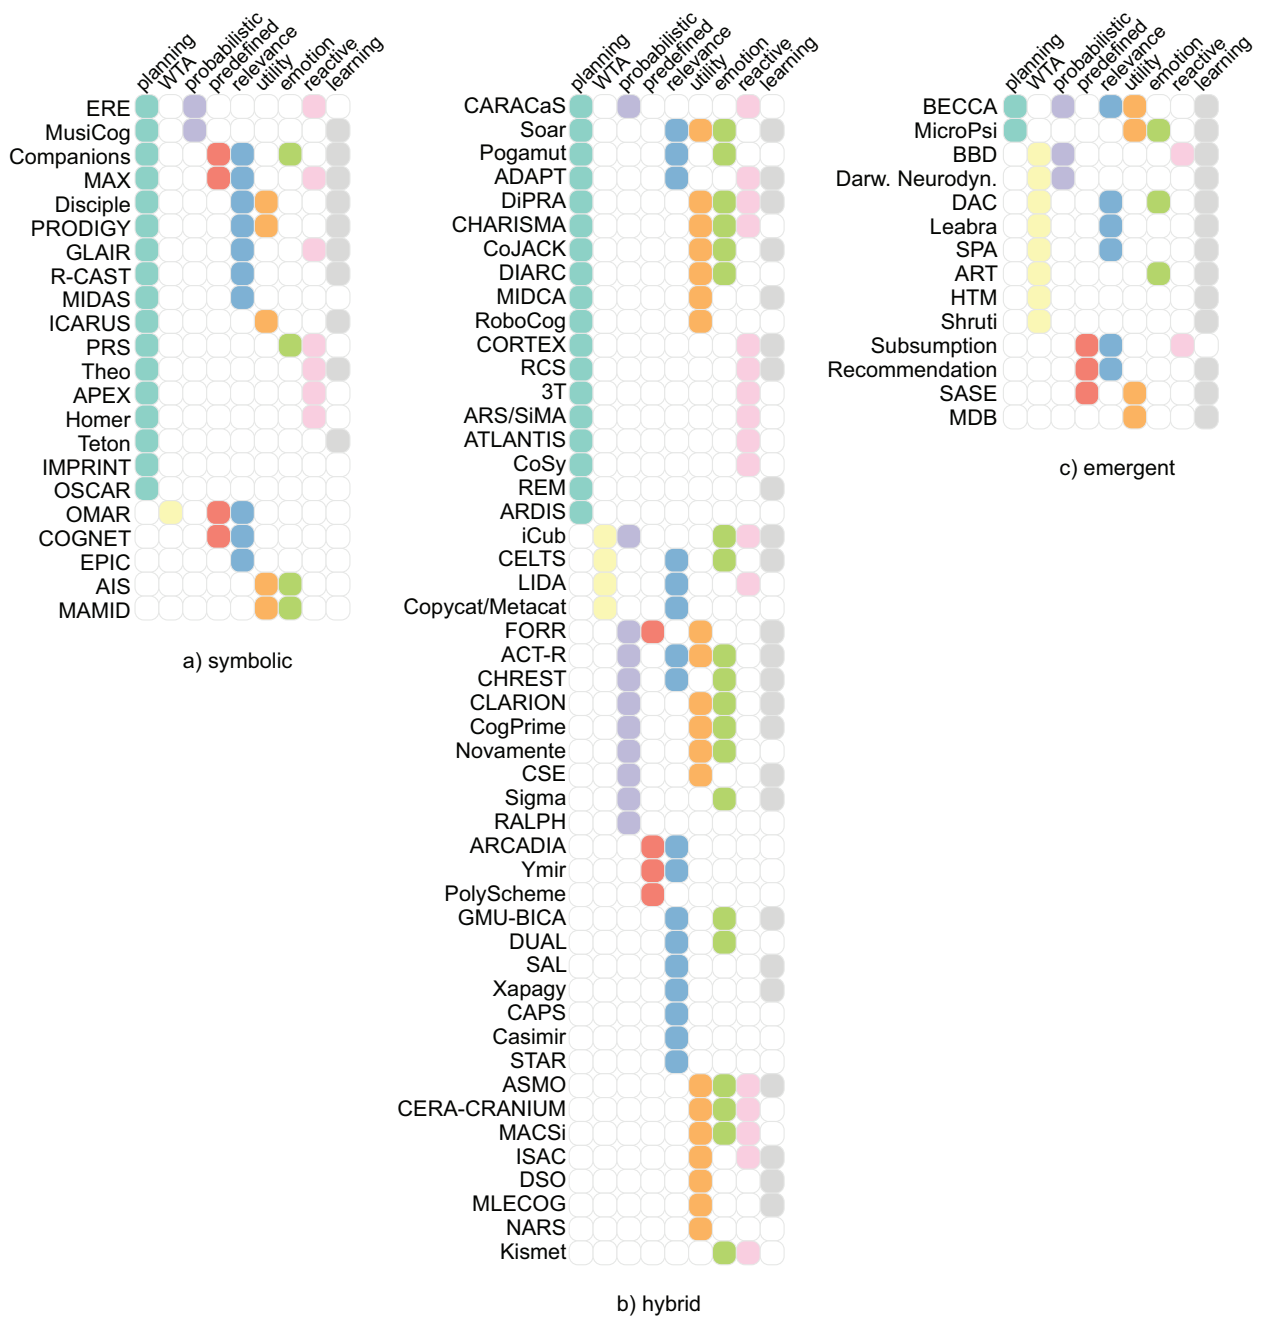 planning
WTA
probabilistic
predefined
relevance
utility
emotion
reactive
learning
ERE
MusiCog
Companions
MAX
Disciple
PRODIGY
GLAIR
R-CAST
MIDAS
ICARUS
PRS
Theo
APEX
Homer
Teton
IMPRINT
OSCAR
OMAR
COGNET
EPIC
AIS
MAMID
a) symbolic
planning
WTA
probabilistic
predefined
relevance
utility
emotion
reactive
learning
CARACaS
Soar
Pogamut
ADAPT
DiPRA
CHARISMA
CoJACK
DIARC
MIDCA
RoboCog
CORTEX
RCS
3T
ARS/SiMA
ATLANTIS
CoSy
REM
ARDIS
iCub
CELTS
LIDA
Copycat/Metacat
FORR
ACT-R
CHREST
CLARION
CogPrime
Novamente
CSE
Sigma
RALPH
ARCADIA
Ymir
PolyScheme
GMU-BICA
DUAL
SAL
Xapagy
CAPS
Casimir
STAR
ASMO
CERA-CRANIUM
MACSi
ISAC
DSO
MLECOG
NARS
Kismet
b) hybrid
planning
WTA
probabilistic
predefined
relevance
utility
emotion
reactive
learning
BECCA
MicroPsi
BBD
Darw. Neurodyn.
DAC
Leabra
SPA
ART
HTM
Shruti
Subsumption
Recommendation
SASE
MDB
c) emergent